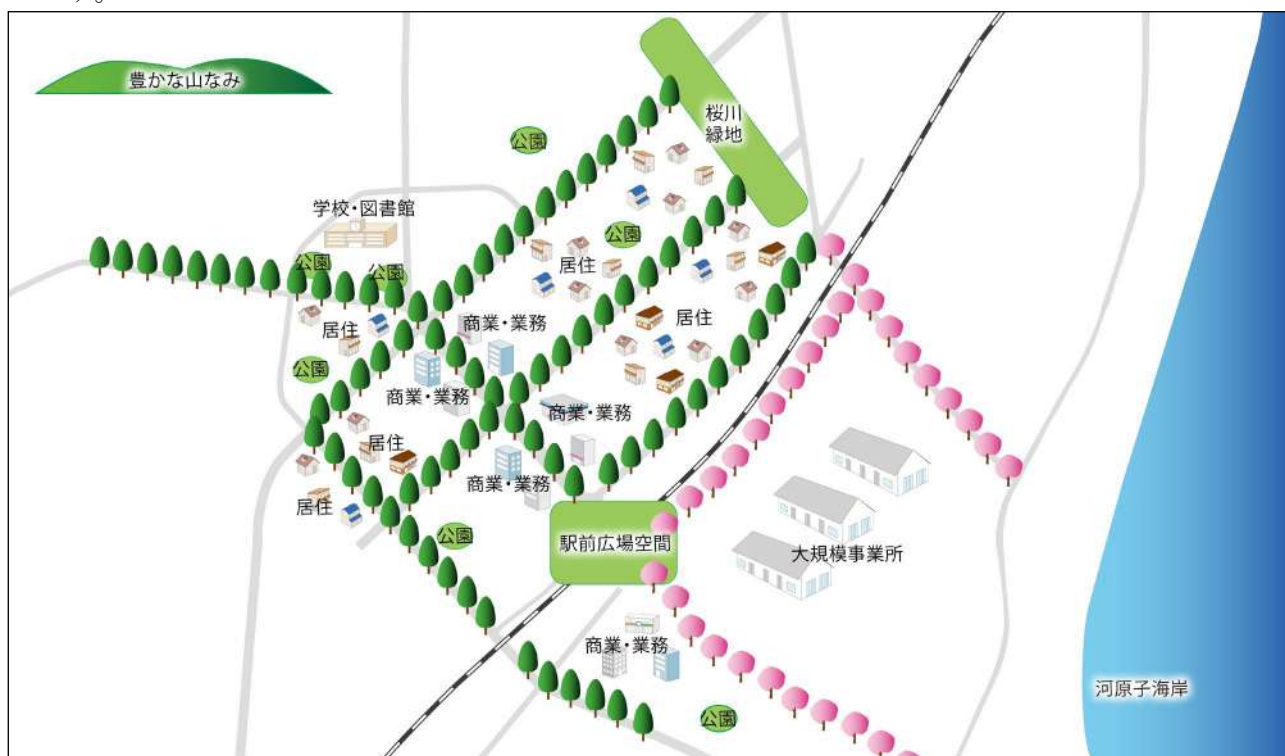 豊かな山なみ
桜川
緑地
公園
学校・図書館
公園
公園
公園
居住
商業・業務
居住
居住
公園
商業・業務
商業・業務
居住
商業・業務
居住
公園
駅前広場空間
大規模事業所
商業・業務
河原子海岸
公園